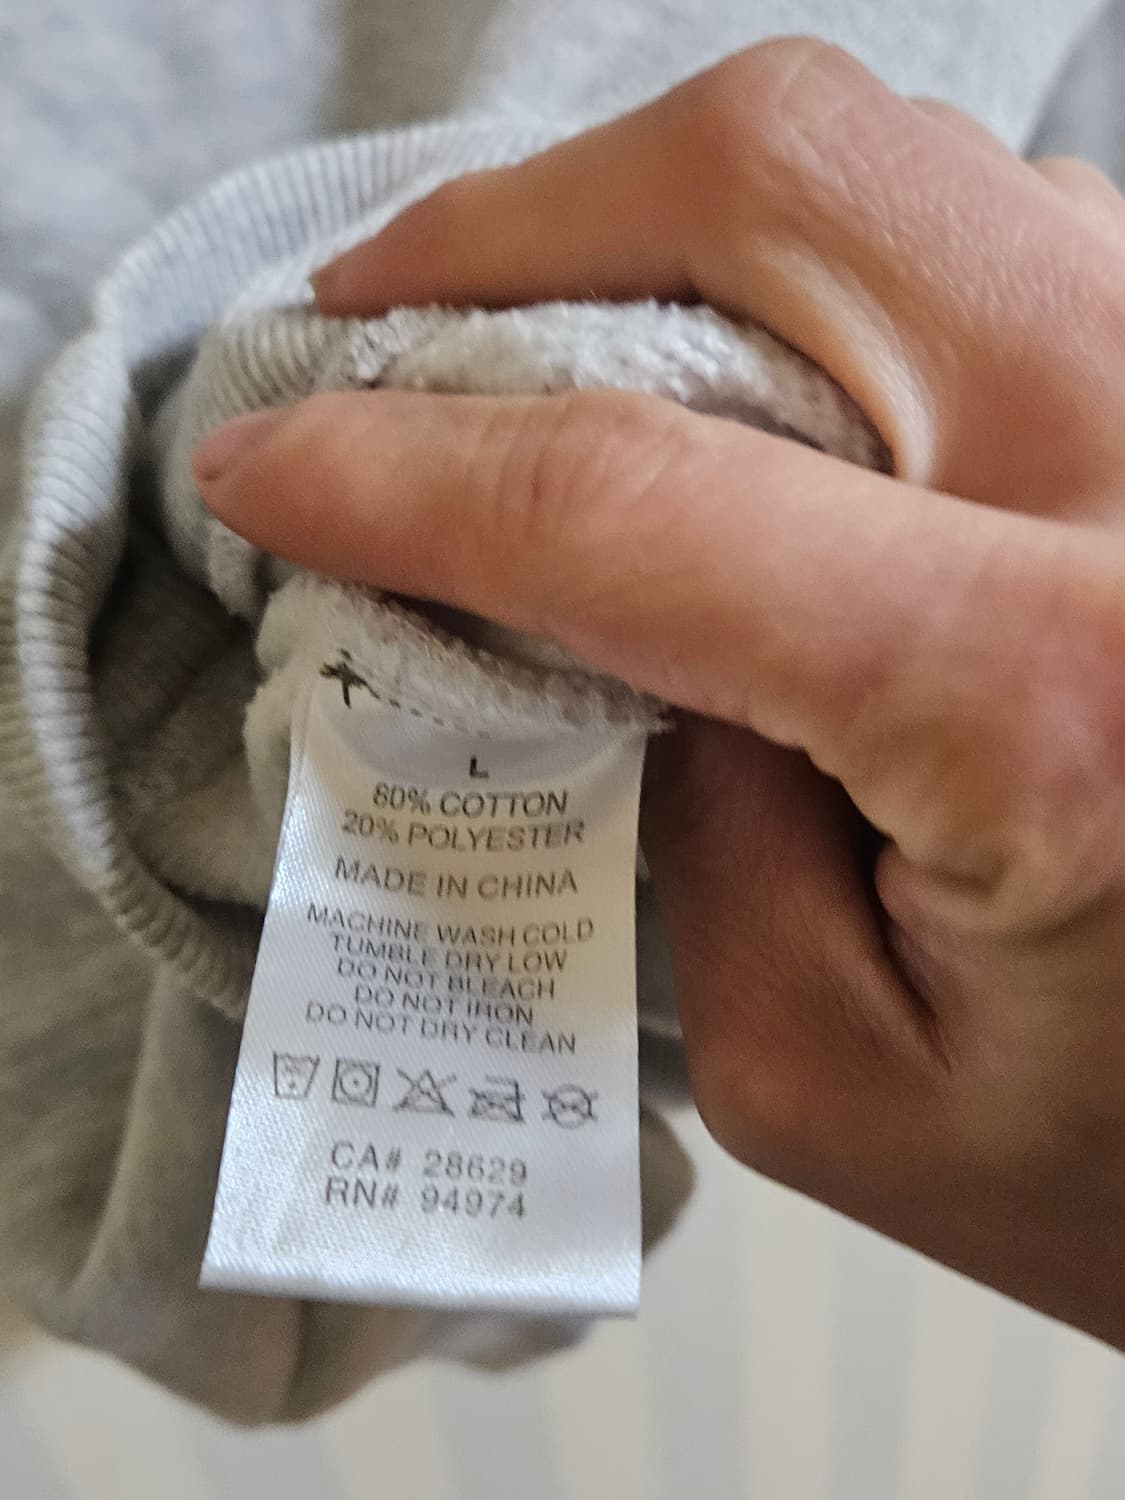 L
80% COTTON
20% POLYESTER
MADE IN CHINA
MACHINE WASH COLD
TUMBLE DRY LOW
DO NOT BLEACH
DO NOT IRON
DO NOT DRY CLEAN
CA# 28629
RN# 94974